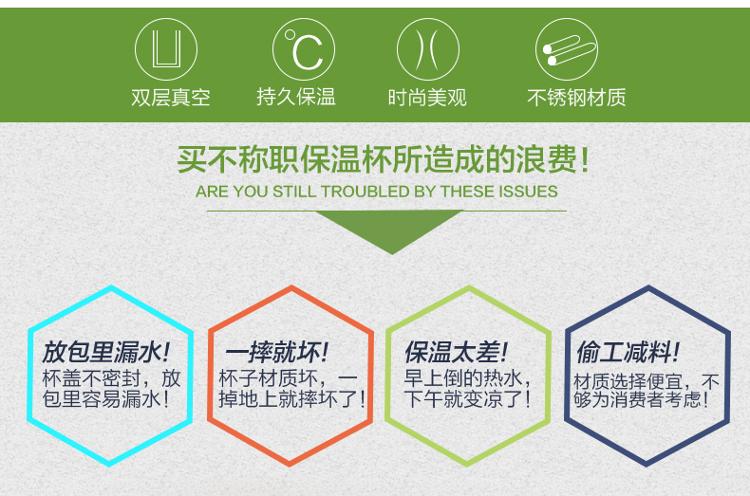 ℃
双层真空 持久保温 时尚美观 不锈钢材质
买不称职保温杯所造成的浪费！
ARE YOU STILL TROUBLED BY THESE ISSUES
放包里漏水！
杯盖不密封，放
包里容易漏水！
一摔就坏！
杯子材质坏，一
掉地上就摔坏了！
保温太差！
早上倒的热水，
下午就变凉了！
偷工减料！
材质选择便宜，不
够为消费者考虑！